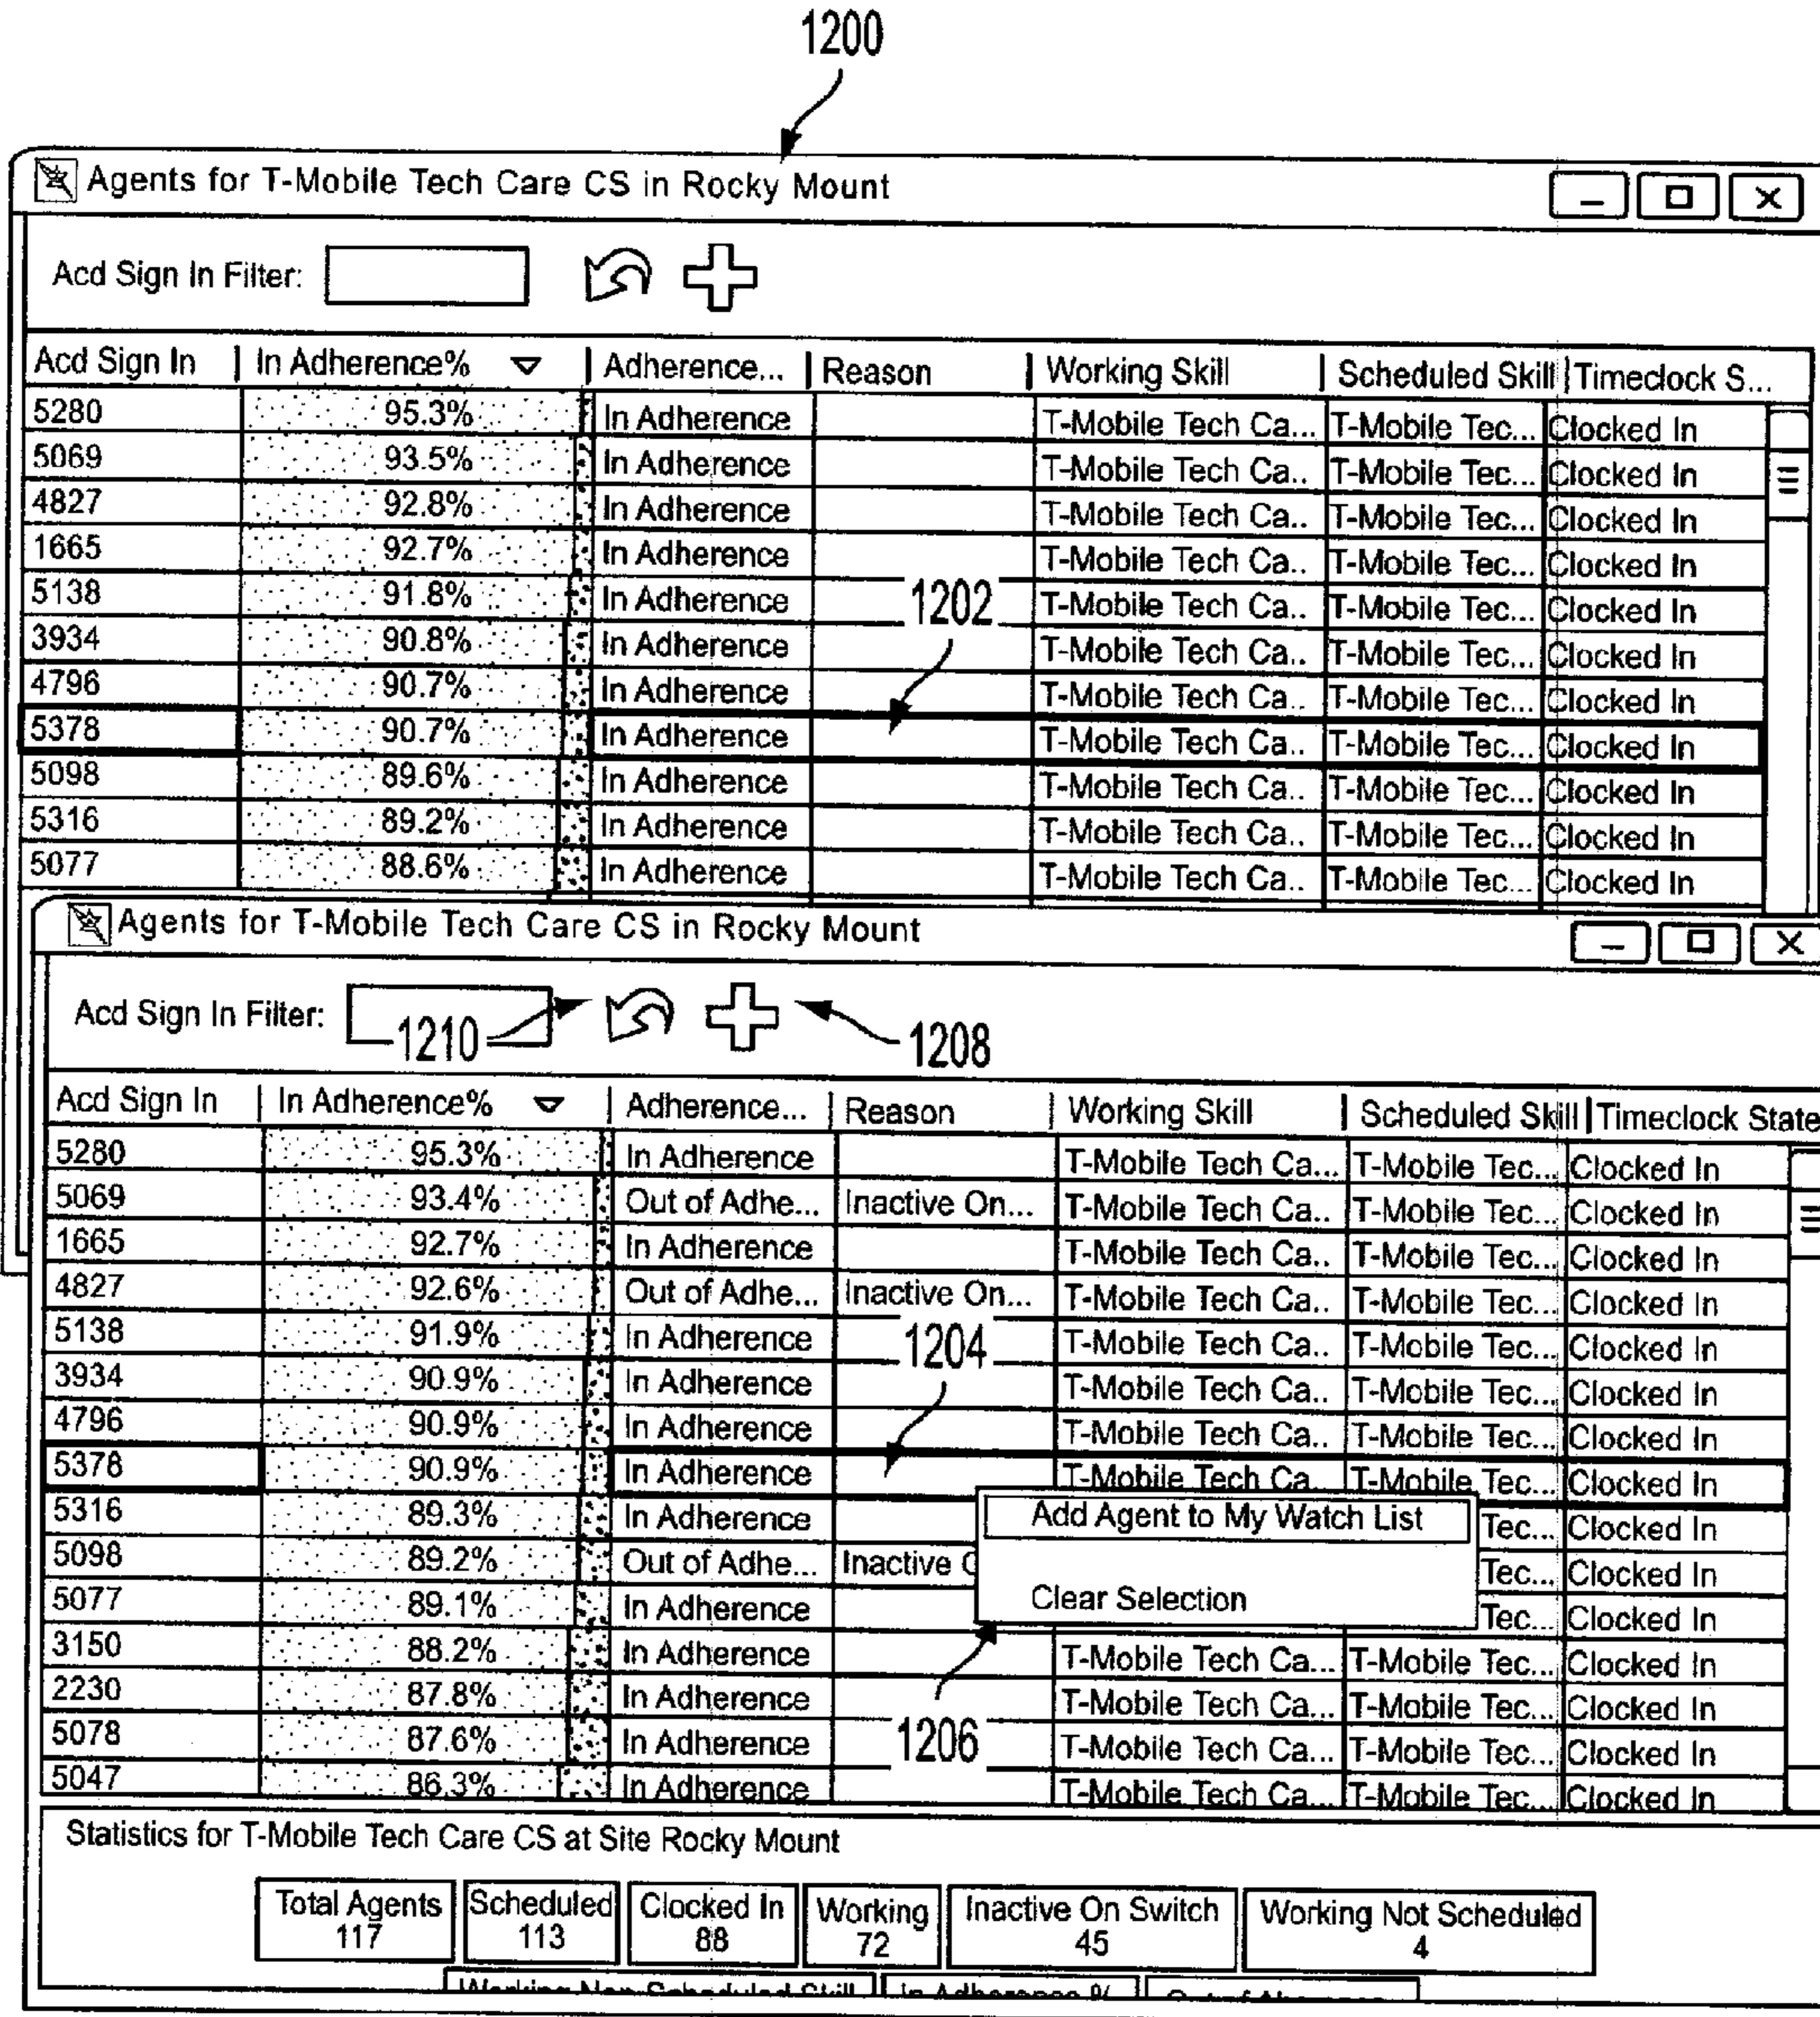 1200
Agents for T-Mobile Tech Care CS in Rocky Mount
Acd Sign In Filter:
Acd Sign In In Adherence% Adherence... Reason Working Skill Scheduled Skill Timeclock S...
5280 95.3% In Adherence T-Mobile Tech Ca... T-Mobile Tec... Clocked In
5069 93.5% In Adherence T-Mobile Tech Ca.. T-Mobile Tec... Clocked In
4827 92.8% In Adherence T-Mobile Tech Ca.. T-Mobile Tec... Clocked In
1665 92.7% In Adherence T-Mobile Tech Ca.. T-Mobile Tec... Clocked In
5138 91.8% In Adherence 1202 T-Mobile Tech Ca.. T-Mobile Tec... Clocked In
3934 90.8% In Adherence T-Mobile Tech Ca.. T-Mobile Tec... Clocked In
4796 90.7% In Adherence T-Mobile Tech Ca.. T-Mobile Tec... Clocked In
5378 90.7% In Adherence T-Mobile Tech Ca.. T-Mobile Tec... Clocked In
5098 89.6% In Adherence T-Mobile Tech Ca.. T-Mobile Tec... Clocked In
5316 89.2% In Adherence T-Mobile Tech Ca.. T-Mobile Tec... Clocked In
5077 88.6% In Adherence T-Mobile Tech Ca.. T-Mobile Tec... Clocked In
Agents for T-Mobile Tech Care CS in Rocky Mount
Acd Sign In Filter: 1210 1208
Acd Sign In In Adherence% Adherence... Reason Working Skill Scheduled Skill Timeclock State
5280 95.3% In Adherence T-Mobile Tech Ca... T-Mobile Tec... Clocked In
5069 93.4% Out of Adhe... Inactive On... T-Mobile Tech Ca.. T-Mobile Tec... Clocked In
1665 92.7% In Adherence T-Mobile Tech Ca.. T-Mobile Tec... Clocked In
4827 92.6% Out of Adhe... Inactive On... T-Mobile Tech Ca.. T-Mobile Tec... Clocked In
5138 91.9% In Adherence 1204 T-Mobile Tech Ca.. T-Mobile Tec... Clocked In
3934 90.9% In Adherence T-Mobile Tech Ca.. T-Mobile Tec... Clocked In
4796 90.9% In Adherence T-Mobile Tech Ca.. T-Mobile Tec... Clocked In
5378 90.9% In Adherence T-Mobile Tech Ca.. T-Mobile Tec... Clocked In
5316 89.3% In Adherence Add Agent to My Watch List Tec... Clocked In
5098 89.2% Out of Adhe... Inactive Tec... Clocked In
5077 89.1% In Adherence Clear Selection Tec... Clocked In
3150 88.2% In Adherence T-Mobile Tech Ca... T-Mobile Tec... Clocked In
2230 87.8% In Adherence T-Mobile Tech Ca... T-Mobile Tec... Clocked In
5078 87.6% In Adherence 1206 T-Mobile Tech Ca... T-Mobile Tec... Clocked In
5047 86.3% In Adherence T-Mobile Tech Ca... T-Mobile Tec... Clocked In
Statistics for T-Mobile Tech Care CS at Site Rocky Mount
Total Agents Scheduled Clocked In Working Inactive On Switch Working Not Scheduled
117 113 88 72 45 4
Working Non Scheduled Skill In Adherence %